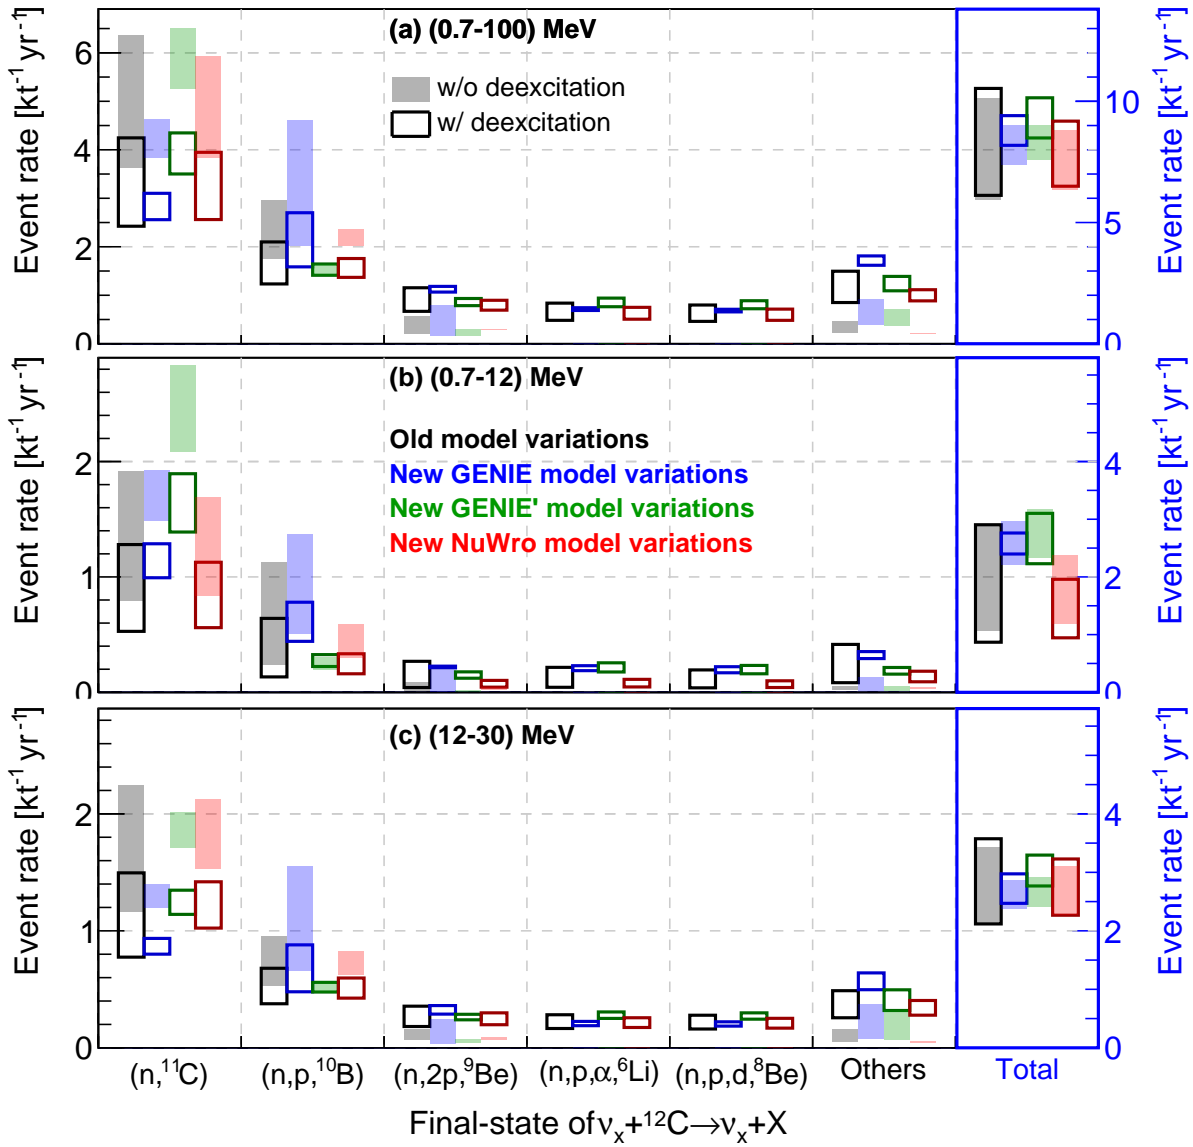 (a) (0.7-100) MeV
w/o deexcitation
w/ deexcitation
Event rate [kt⁻¹ yr⁻¹]
6
4
2
0
10
5
0
Event rate [kt⁻¹ yr⁻¹]
(b) (0.7-12) MeV
Old model variations
New GENIE model variations
New GENIE' model variations
New NuWro model variations
Event rate [kt⁻¹ yr⁻¹]
2
1
0
4
2
0
Event rate [kt⁻¹ yr⁻¹]
(c) (12-30) MeV
Event rate [kt⁻¹ yr⁻¹]
2
1
0
4
2
0
Event rate [kt⁻¹ yr⁻¹]
(n,¹¹C) (n,p,¹⁰B) (n,2p,⁹Be) (n,p,α,⁶Li) (n,p,d,⁸Be) Others Total
Final-state of νₓ+¹²C→νₓ+X